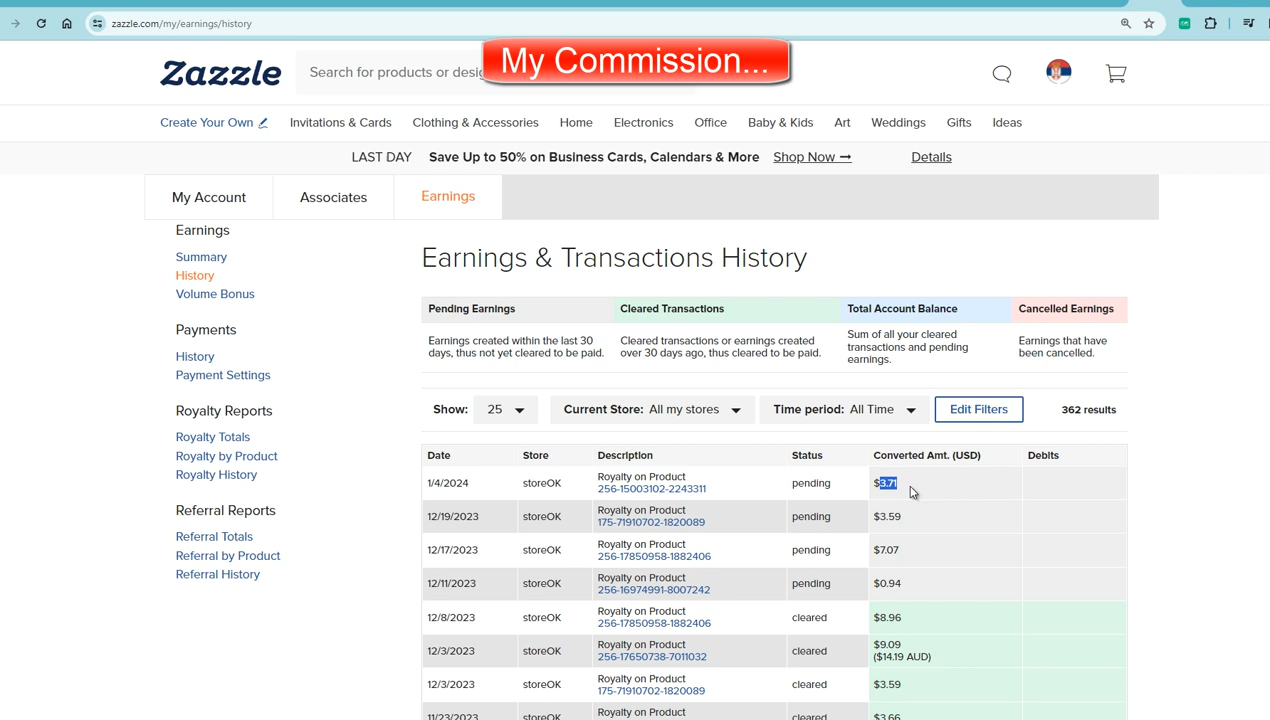 zazzle.com/my/earnings/history
My Commission...
Zazzle
Search for products or desig
Create Your Own
Invitations & Cards
Clothing & Accessories
Home
Electronics
Office
Baby & Kids
Art
Weddings
Gifts
Ideas
LAST DAY Save Up to 50% on Business Cards, Calendars & More Shop Now → Details
My Account
Associates
Earnings
Earnings
Summary
History
Volume Bonus
Payments
History
Payment Settings
Royalty Reports
Royalty Totals
Royalty by Product
Royalty History
Referral Reports
Referral Totals
Referral by Product
Referral History
Earnings & Transactions History
Pending Earnings
Earnings created within the last 30
days, thus not yet cleared to be paid.
Cleared Transactions
Cleared transactions or earnings created
over 30 days ago, thus cleared to be paid.
Total Account Balance
Sum of all your cleared
transactions and pending
earnings.
Cancelled Earnings
Earnings that have
been cancelled.
Show: 25
Current Store: All my stores
Time period: All Time
Edit Filters
362 results
Date Store Description Status Converted Amt. (USD) Debits
1/4/2024 storeOK Royalty on Product pending $3.71
256-15003102-2243311
12/19/2023 storeOK Royalty on Product pending $3.59
175-71910702-1820089
12/17/2023 storeOK Royalty on Product pending $7.07
256-17850958-1882406
12/11/2023 storeOK Royalty on Product pending $0.94
256-16974991-8007242
12/8/2023 storeOK Royalty on Product cleared $8.96
256-17850958-1882406
12/3/2023 storeOK Royalty on Product cleared $9.09
256-17650738-7011032 ($14.19 AUD)
12/3/2023 storeOK Royalty on Product cleared $3.59
175-71910702-1820089
11/23/2023 storeOK Royalty on Product cleared $3.66